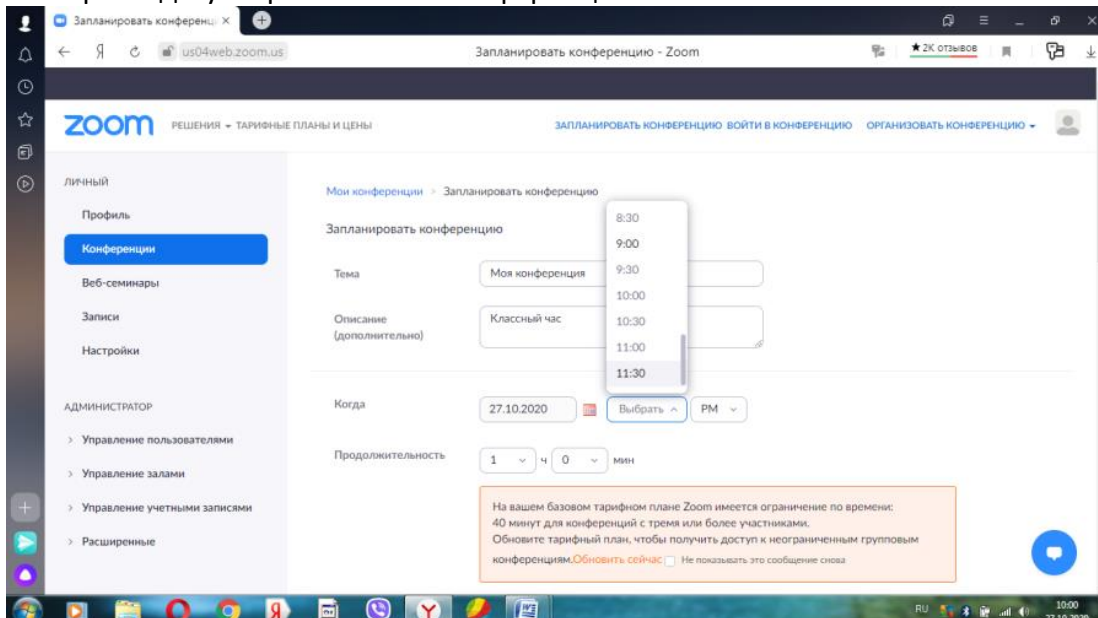 Запланировать конференци
us04web.zoom.us
Запланировать конференцию - Zoom
★ 2K отзывов
zoom
РЕШЕНИЯ
ТАРИФНЫЕ ПЛАНЫ И ЦЕНЫ
ЗАПЛАНИРОВАТЬ КОНФЕРЕНЦИЮ
ВОЙТИ В КОНФЕРЕНЦИЮ
ОРГАНИЗОВАТЬ КОНФЕРЕНЦИЮ
ЛИЧНЫЙ
Профиль
Конференции
Веб-семинары
Записи
Настройки
АДМИНИСТРАТОР
> Управление пользователями
> Управление залами
> Управление учетными записями
> Расширенные
Мои конференции > Запланировать конференцию
Запланировать конференцию
Тема
Моя конференция
Описание
(дополнительно)
Классный час
8:30
9:00
9:30
10:00
10:30
11:00
11:30
Когда
27.10.2020
Выбрать
PM
Продолжительность
1 ч 0 мин
На вашем базовом тарифном плане Zoom имеется ограничение по времени:
40 минут для конференций с тремя или более участниками.
Обновите тарифный план, чтобы получить доступ к неограниченным групповым
конференциям.Обновить сейчас Не показывать это сообщение снова
RU
10:00
27.10.2020